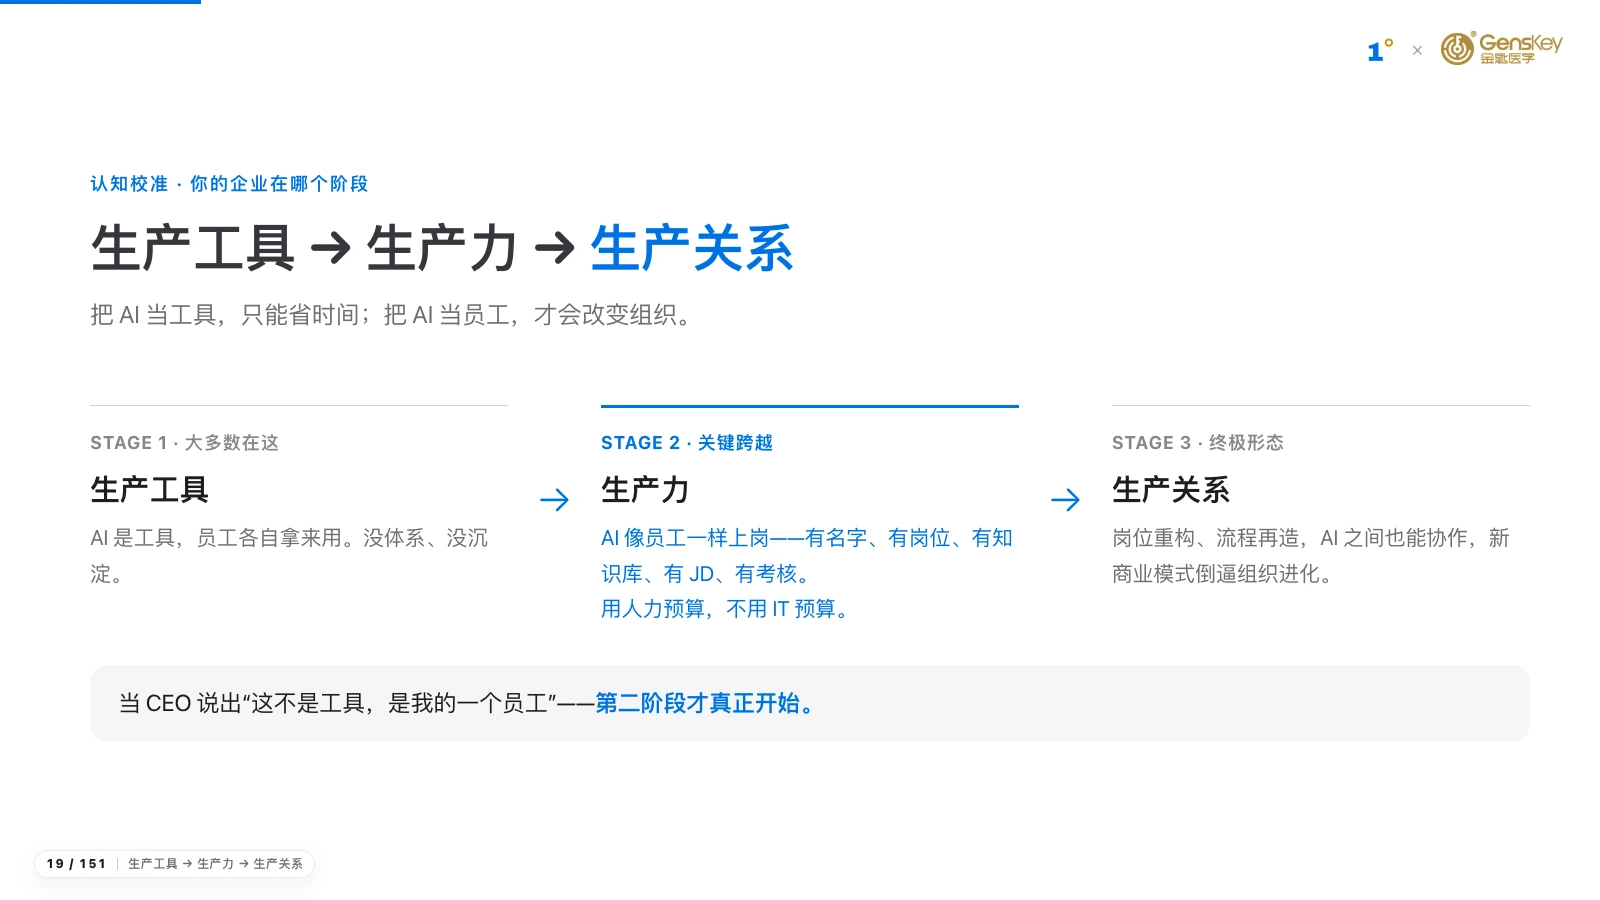 1° × GensKey®
金匙医学
认知校准 · 你的企业在哪个阶段
生产工具 → 生产力 → 生产关系
把 AI 当工具，只能省时间；把 AI 当员工，才会改变组织。
STAGE 1 · 大多数在这
生产工具
AI 是工具，员工各自拿来用。没体系、没沉
淀。
→
STAGE 2 · 关键跨越
生产力
AI 像员工一样上岗——有名字、有岗位、有知
识库、有 JD、有考核。
用人力预算，不用 IT 预算。
→
STAGE 3 · 终极形态
生产关系
岗位重构、流程再造，AI 之间也能协作，新
商业模式倒逼组织进化。
当 CEO 说出“这不是工具，是我的一个员工”——第二阶段才真正开始。
19 / 151 | 生产工具 → 生产力 → 生产关系